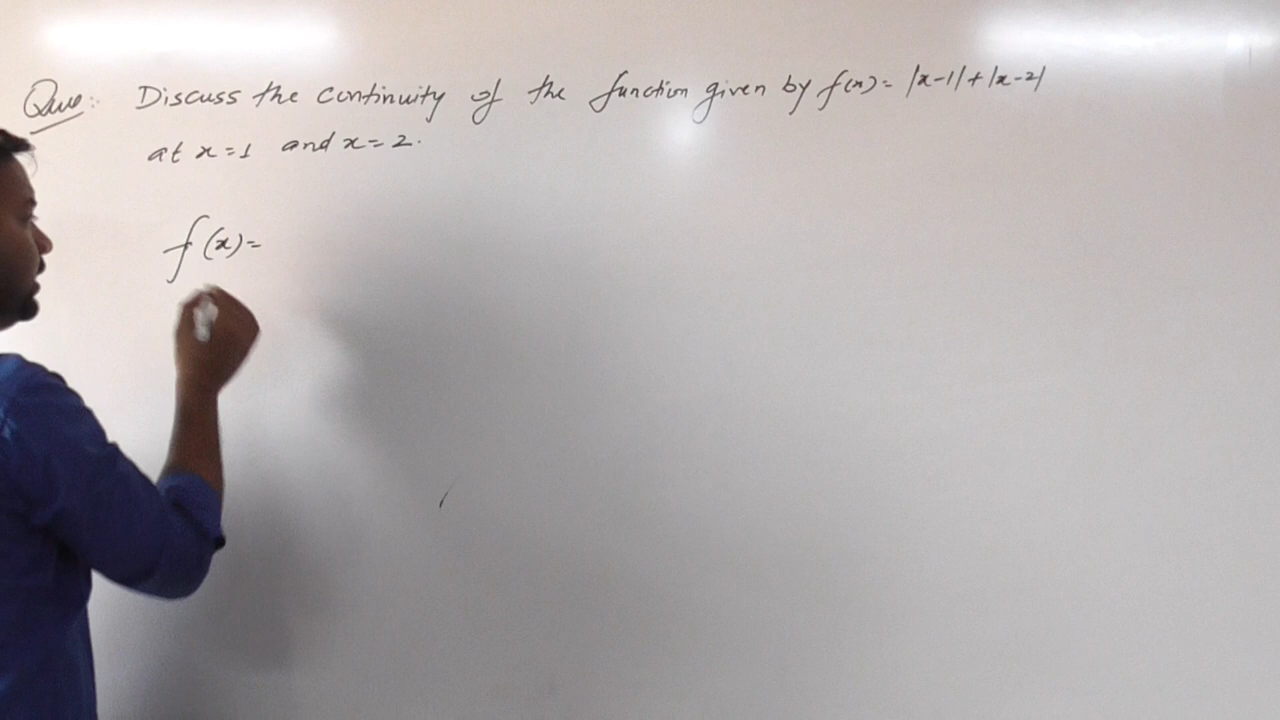 Que:- Discuss the continuity of the function given by f(x)= |x-1|+|x-2|
at x=1 and x=2.
f(x)=